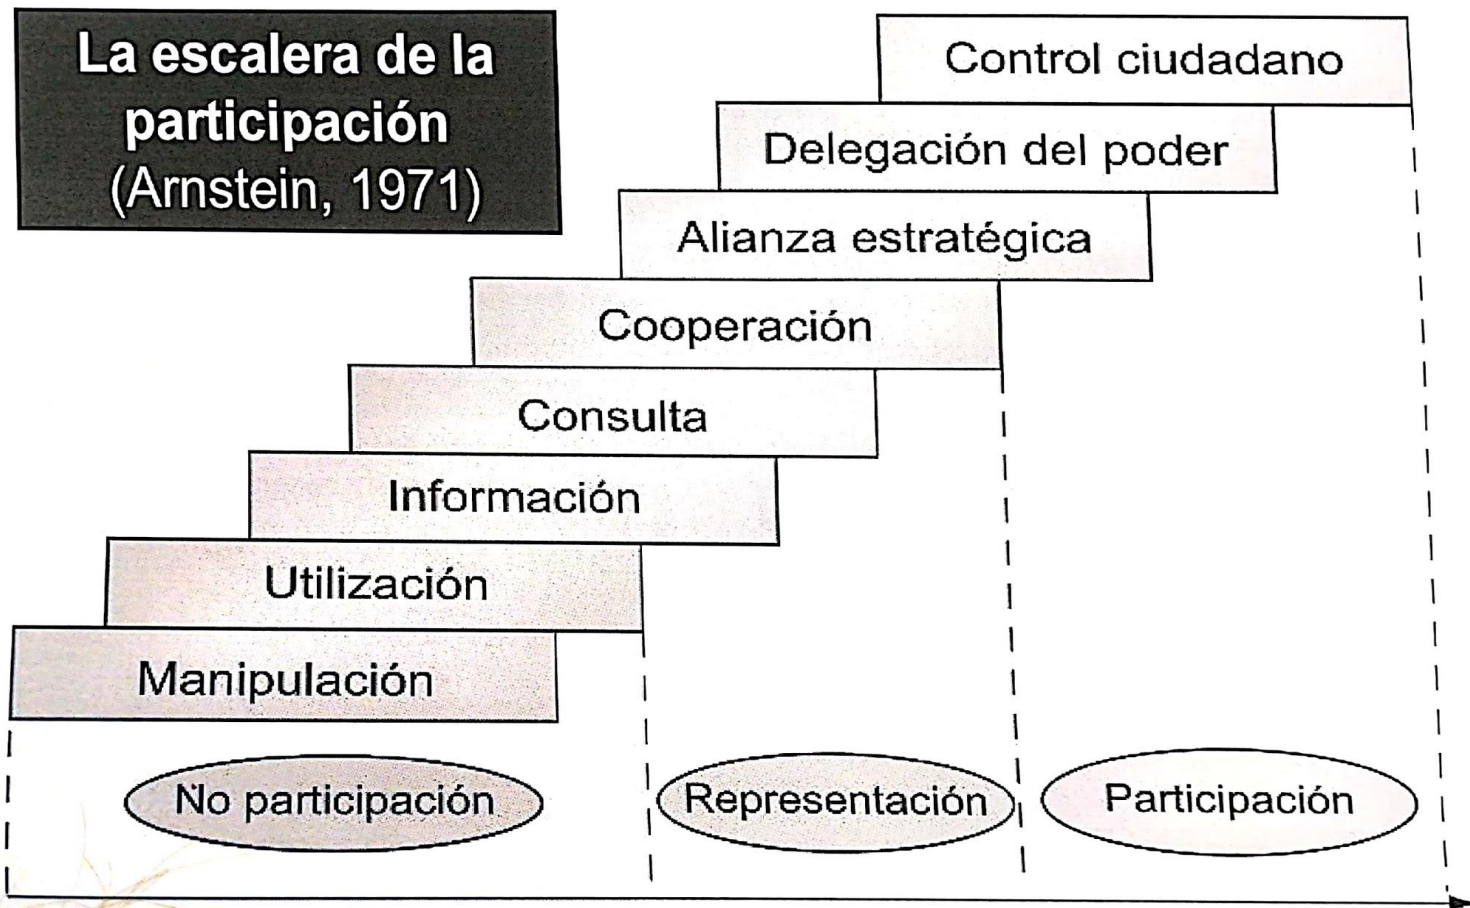 La escalera de la
participación
(Arnstein, 1971)
Control ciudadano
Delegación del poder
Alianza estratégica
Cooperación
Consulta
Información
Utilización
Manipulación
No participación
Representación
Participación